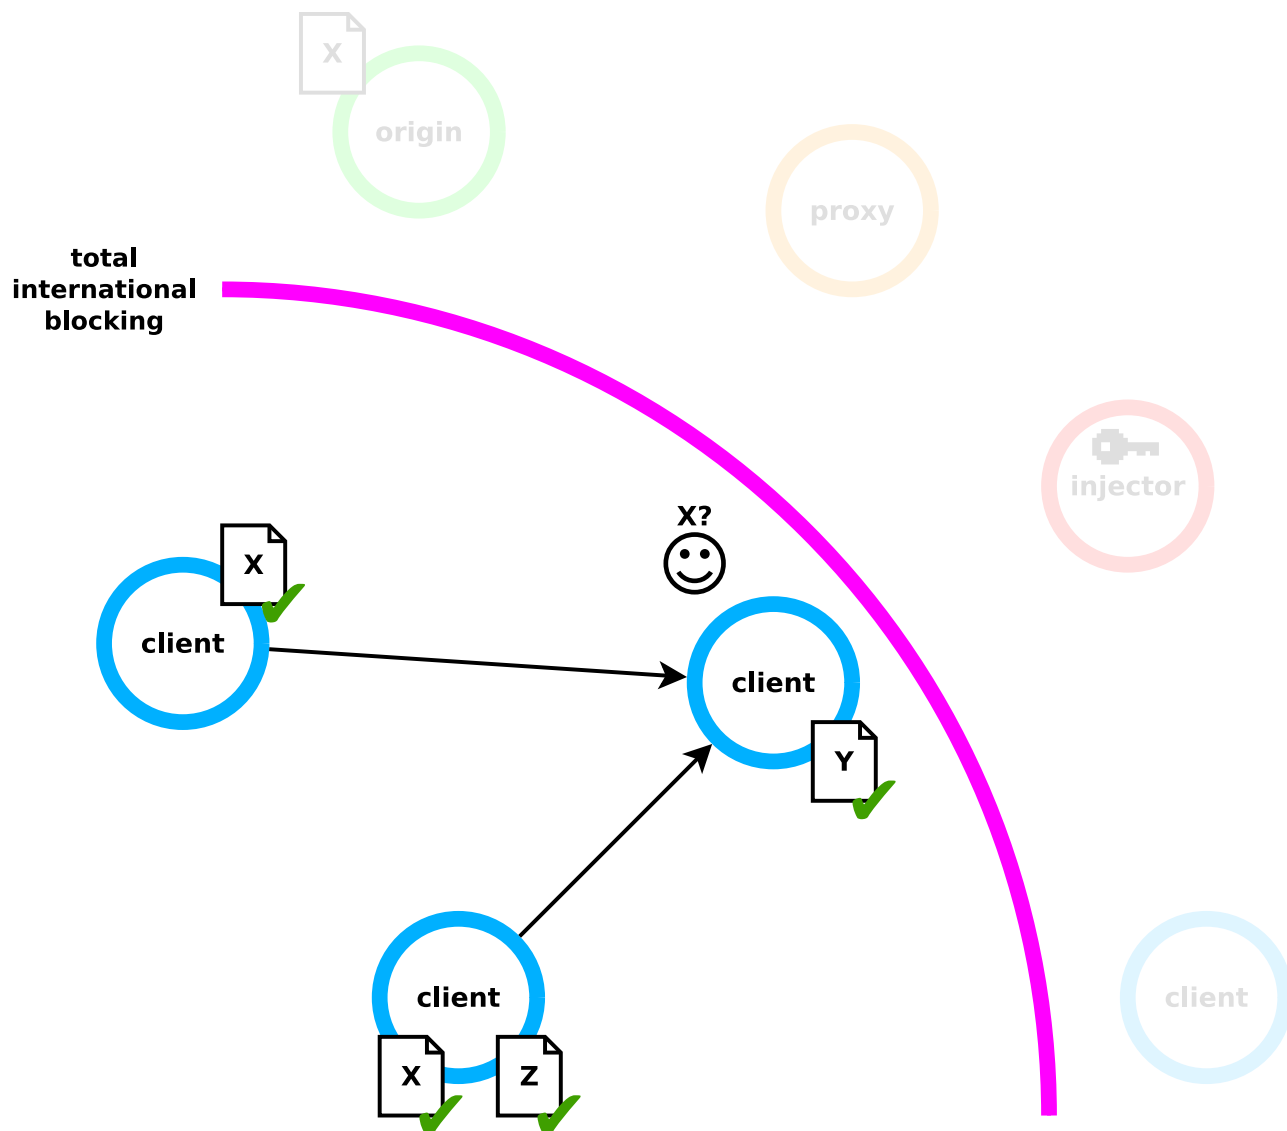 X
origin
proxy
total
international
blocking
injector
X?
X
client
client
Y
client
client
X
Z